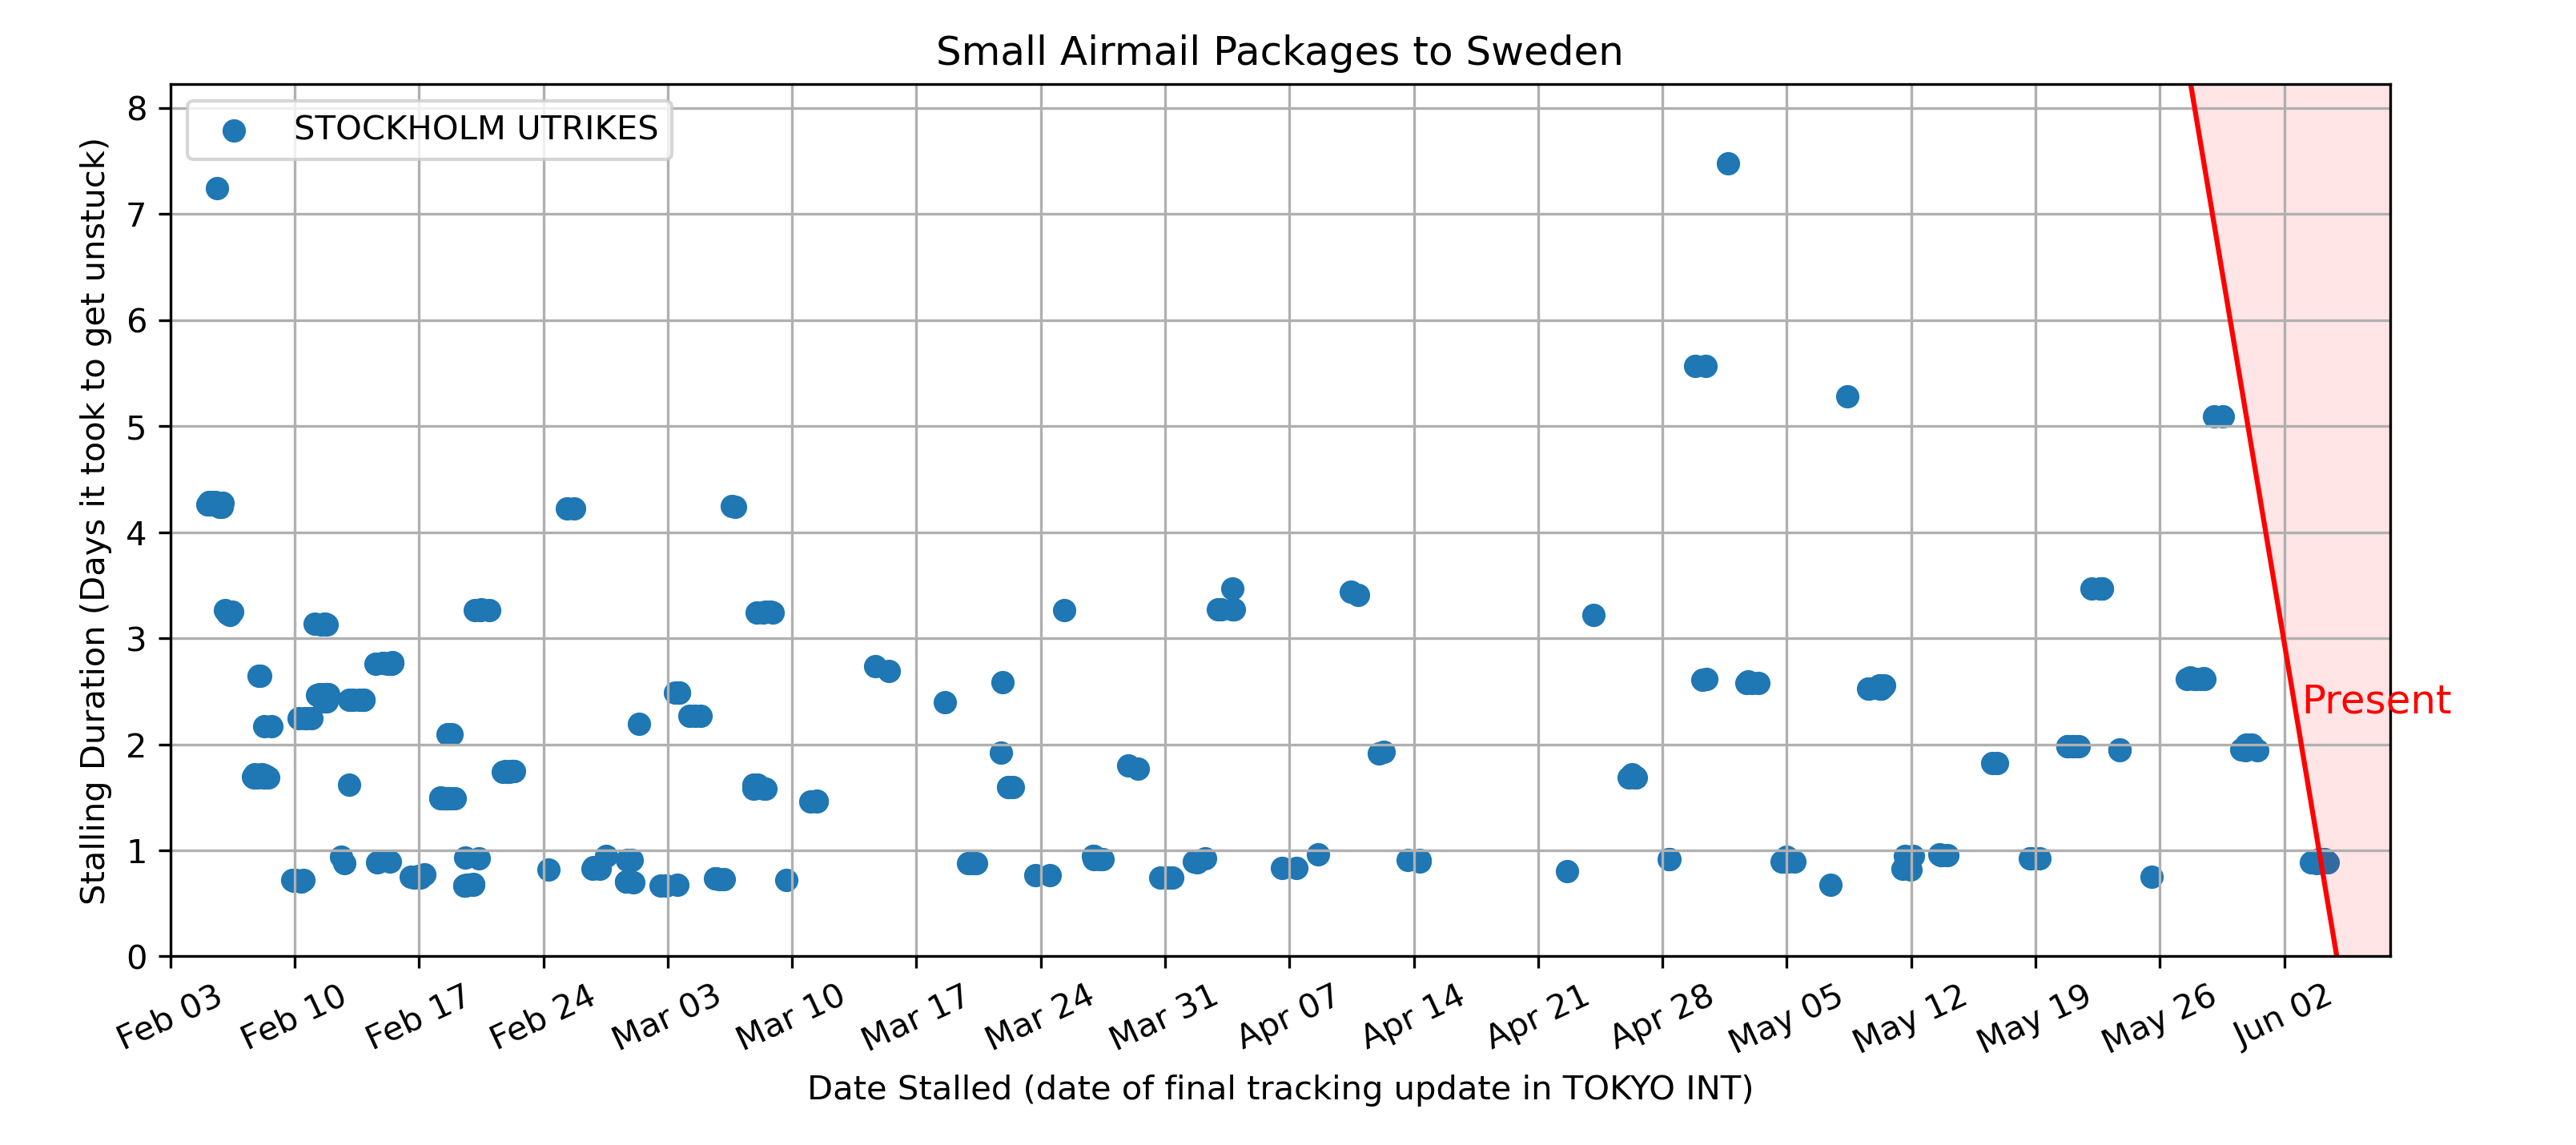 Small Airmail Packages to Sweden
STOCKHOLM UTRIKES
Stalling Duration (Days it took to get unstuck)
8
7
6
5
4
3
2
1
0
Present
Feb 03
Feb 10
Feb 17
Feb 24
Mar 03
Mar 10
Mar 17
Mar 24
Mar 31
Apr 07
Apr 14
Apr 21
Apr 28
May 05
May 12
May 19
May 26
Jun 02
Date Stalled (date of final tracking update in TOKYO INT)